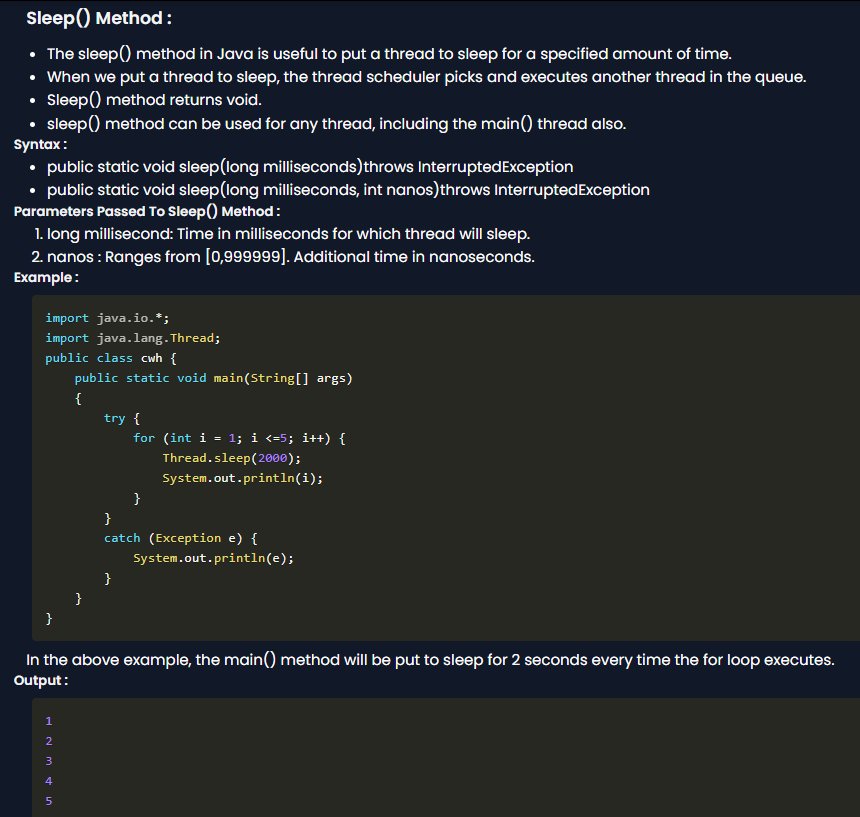 Sleep() Method :
• The sleep() method in Java is useful to put a thread to sleep for a specified amount of time.
• When we put a thread to sleep, the thread scheduler picks and executes another thread in the queue.
• Sleep() method returns void.
• sleep() method can be used for any thread, including the main() thread also.
Syntax :
• public static void sleep(long milliseconds)throws InterruptedException
• public static void sleep(long milliseconds, int nanos)throws InterruptedException
Parameters Passed To Sleep() Method :
1. long millisecond: Time in milliseconds for which thread will sleep.
2. nanos : Ranges from [0,999999]. Additional time in nanoseconds.
Example :
import java.io.*;
import java.lang.Thread;
public class cwh {
    public static void main(String[] args)
    {
        try {
            for (int i = 1; i <=5; i++) {
                Thread.sleep(2000);
                System.out.println(i);
            }
        }
        catch (Exception e) {
            System.out.println(e);
        }
    }
}
In the above example, the main() method will be put to sleep for 2 seconds every time the for loop executes.
Output :
1
2
3
4
5